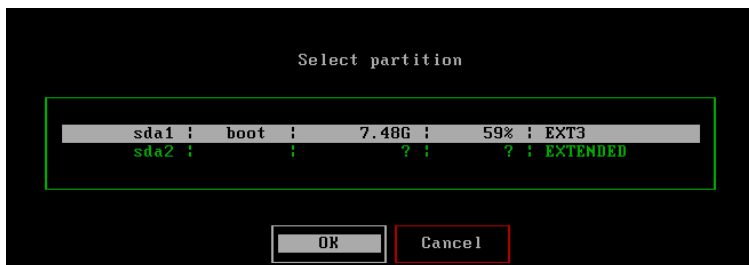 Select partition
sda1 ¦ boot ¦ 7.48G ¦ 59% ¦ EXT3
sda2 ¦ ¦ ? ¦ ? ¦ EXTENDED
OK Cancel